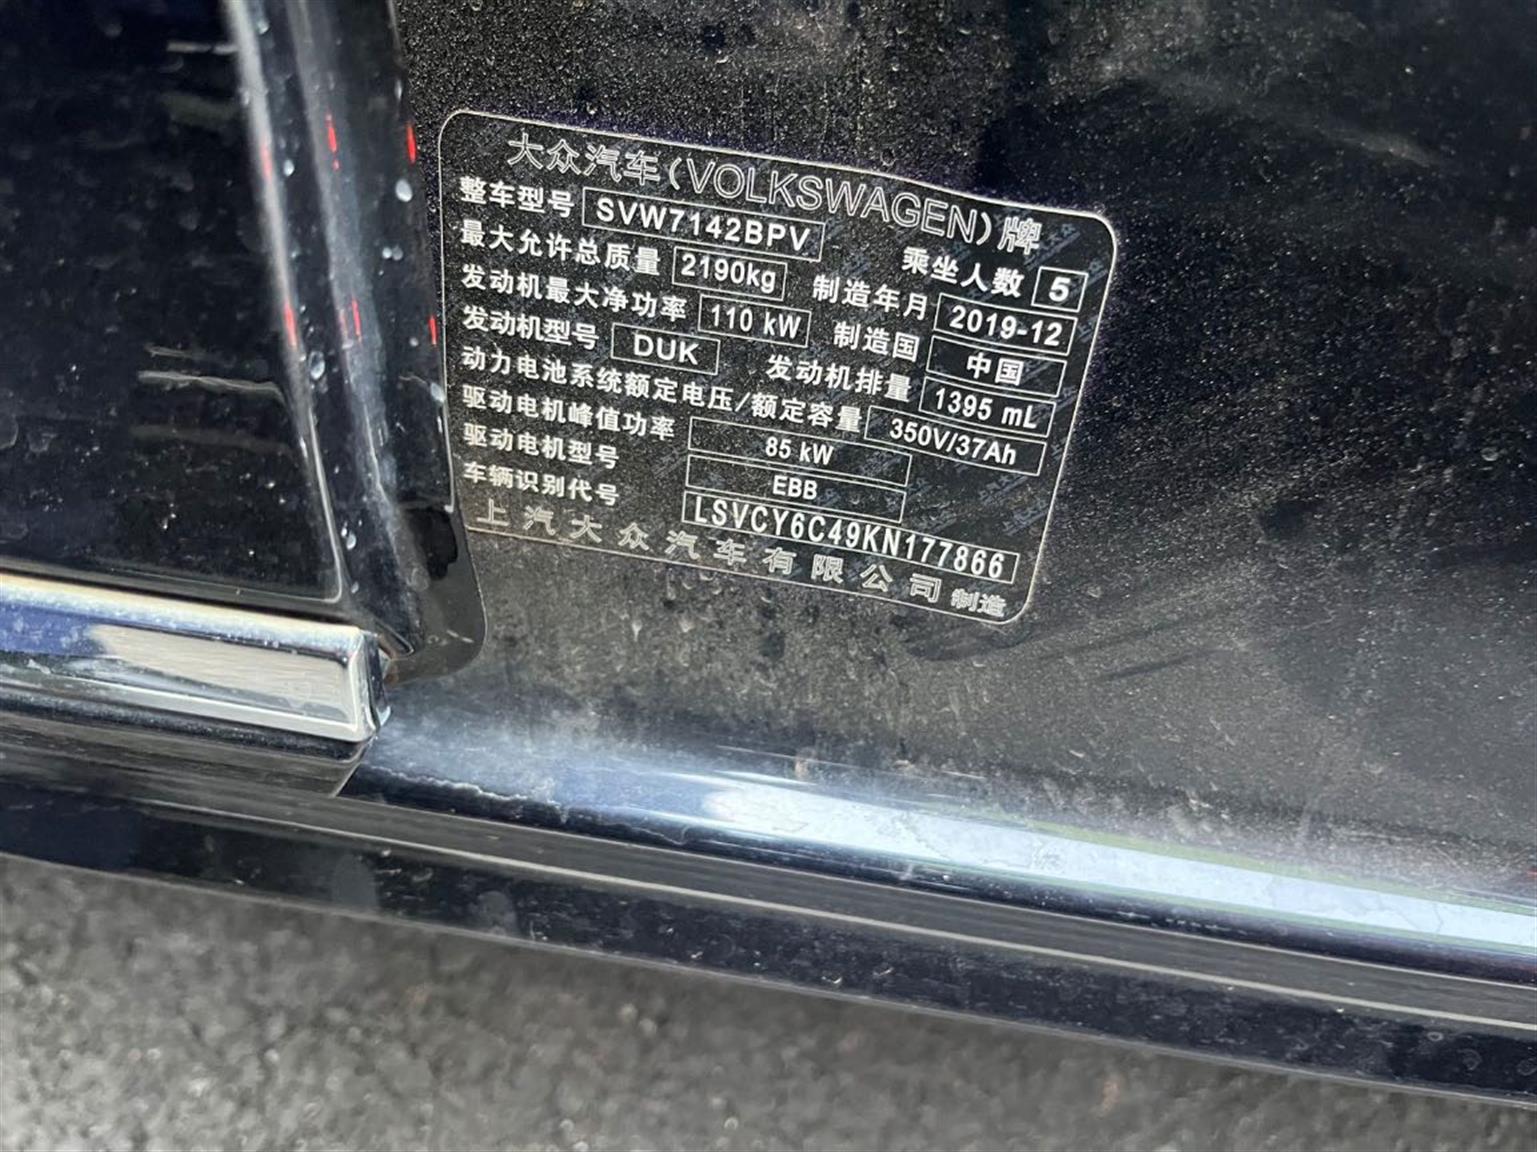 大众汽车(VOLKSWAGEN)牌
整车型号 SVW7142BPV 乘坐人数 5
最大允许总质量 2190kg 制造年月 2019-12
发动机最大净功率 110 kW 制造国 中国
发动机型号 DUK 发动机排量 1395 mL
动力电池系统额定电压/额定容量 350V/37Ah
驱动电机峰值功率 85 kW
驱动电机型号 EBB
车辆识别代号 LSVCY6C49KN177866
上汽大众汽车有限公司 制造